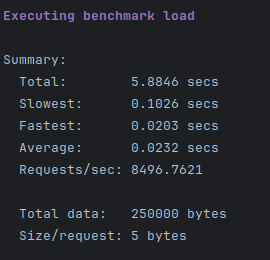 Executing benchmark load
Summary:
Total: 5.8846 secs
Slowest: 0.1026 secs
Fastest: 0.0203 secs
Average: 0.0232 secs
Requests/sec: 8496.7621
Total data: 250000 bytes
Size/request: 5 bytes